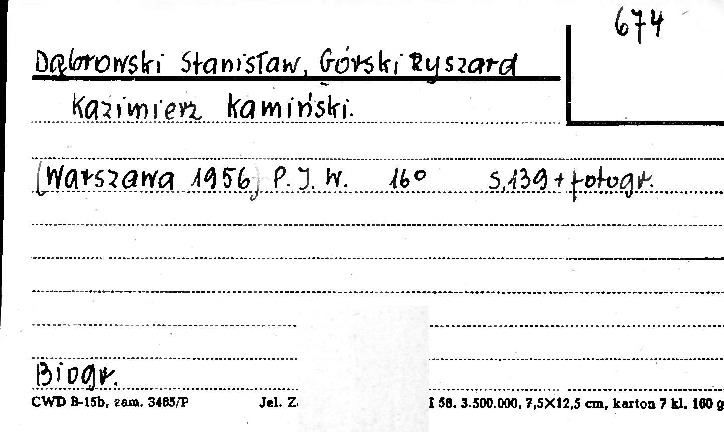 674
Dąbrowski Stanisław, Górski Ryszard
Kazimierz Kamiński.
(Warszawa 1956) P.I.W. 16° s.139 + fotogr.
Biogr.
CWD B-15b, zam. 3485/P Jel. Z. I 56. 3.500.000, 7,5X12,5 cm, karton 7 kl. 160 g